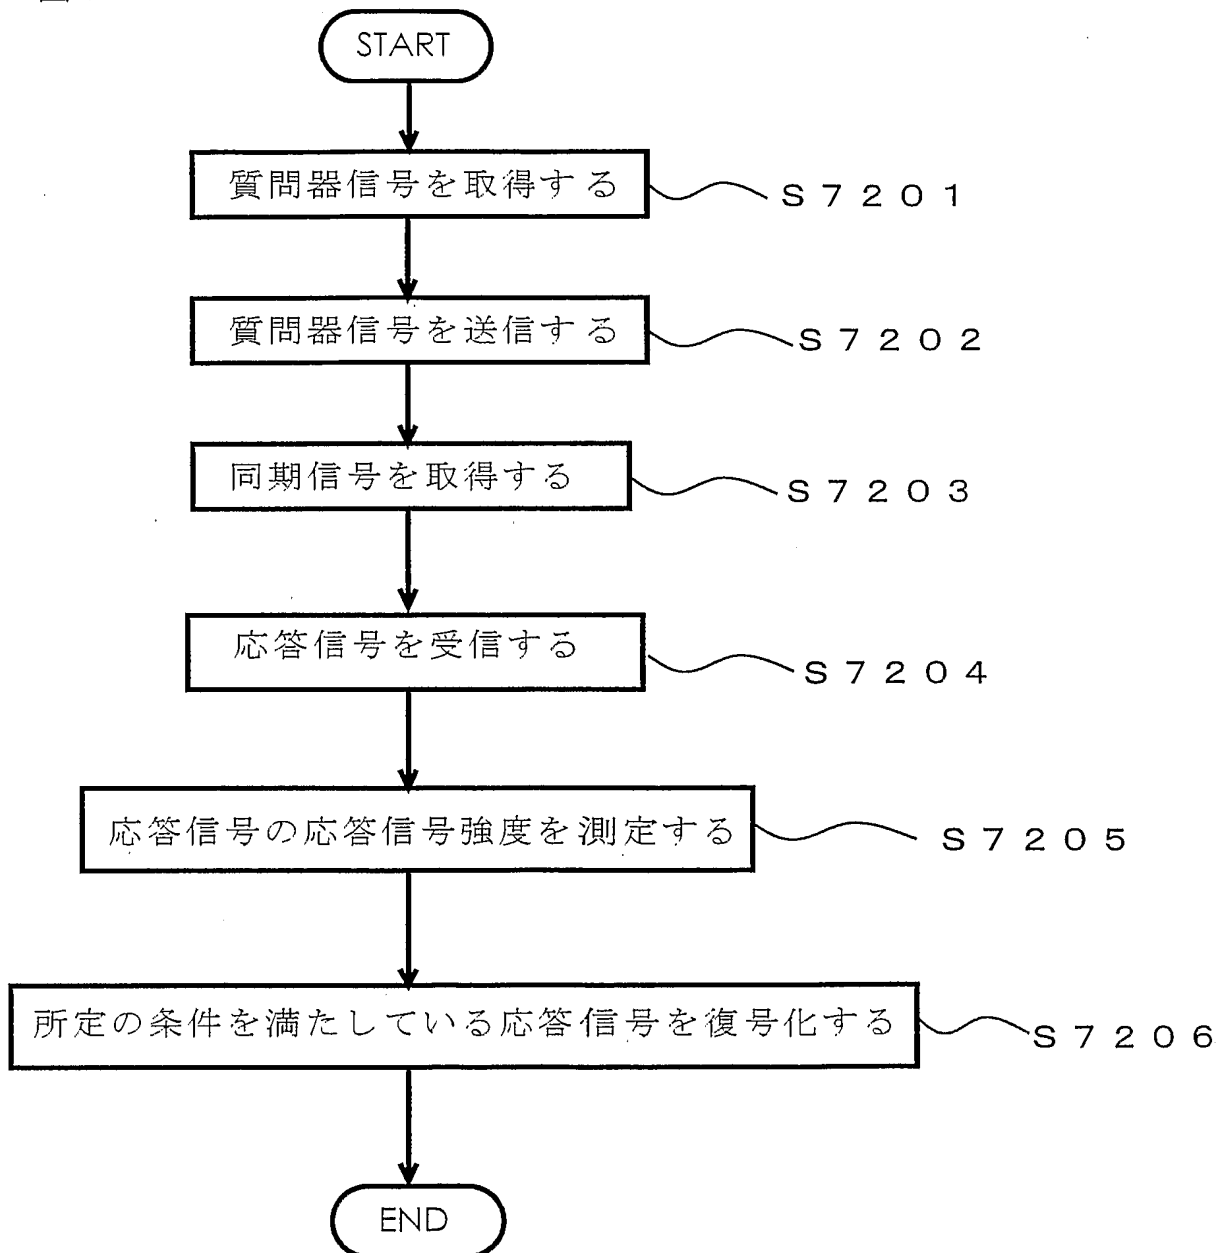 START
質問器信号を取得する
S7201
質問器信号を送信する
S7202
同期信号を取得する
S7203
応答信号を受信する
S7204
応答信号の応答信号強度を測定する
S7205
所定の条件を満たしている応答信号を復号化する
S7206
END